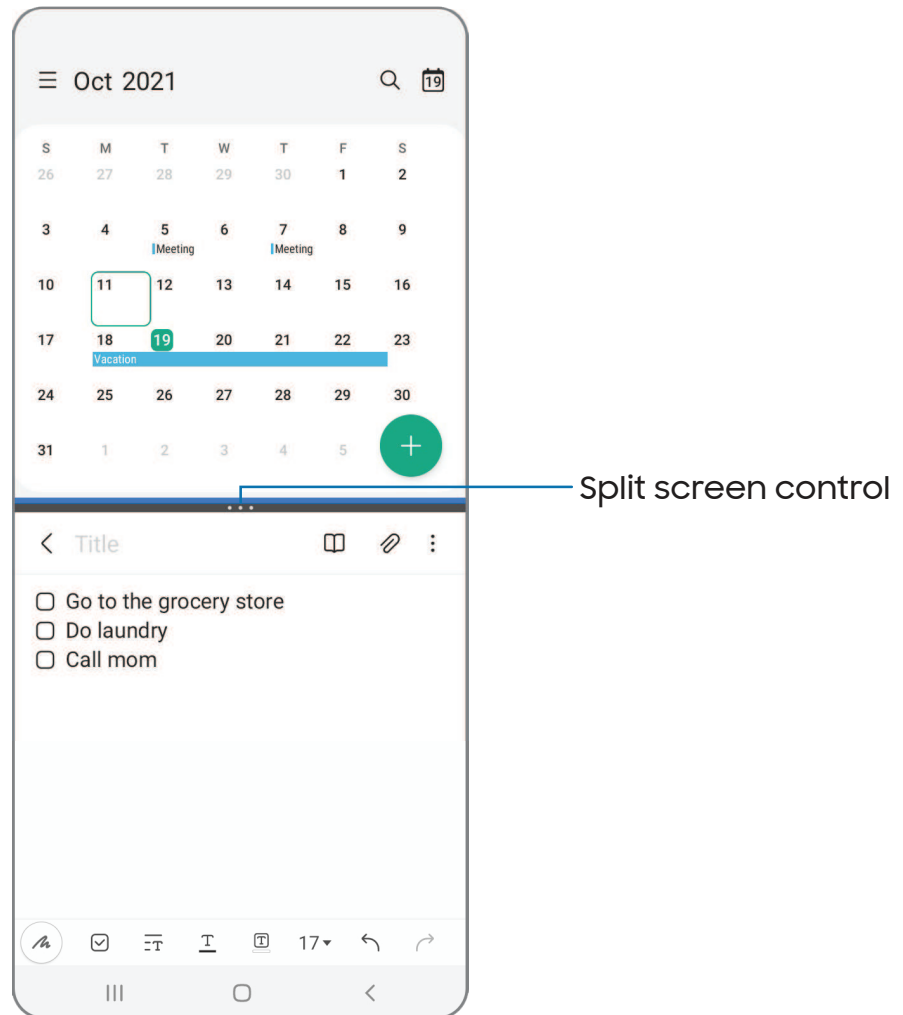 Oct 2021
19
S M T W T F S
26 27 28 29 30 1 2
3 4 5 6 7 8 9
Meeting Meeting
10 11 12 13 14 15 16
17 18 19 20 21 22 23
Vacation
24 25 26 27 28 29 30
31 1 2 3 4 5
Split screen control
Title
Go to the grocery store
Do laundry
Call mom
T T T 17